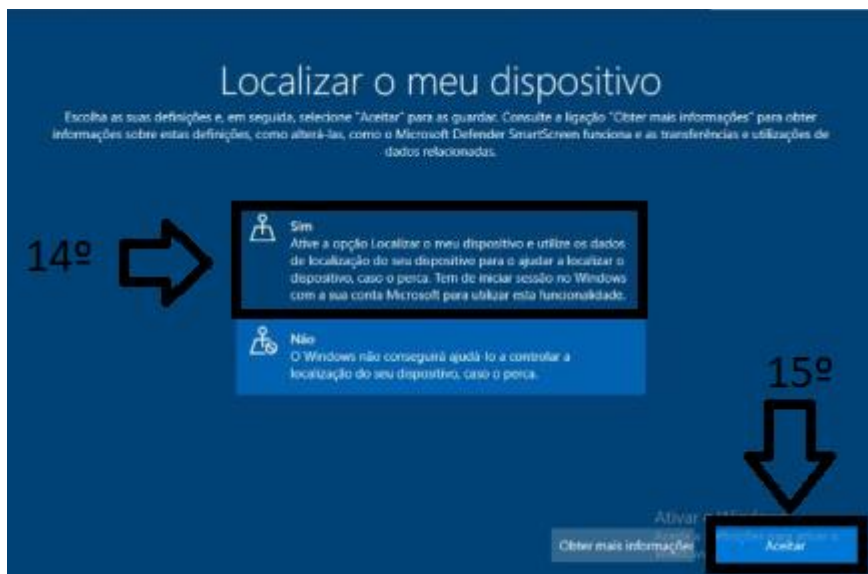 Localizar o meu dispositivo
Escolha as suas definições e, em seguida, selecione "Aceitar" para as guardar. Consulte a ligação "Obter mais informações" para obter
informações sobre estas definições, como alterá-las, como o Microsoft Defender SmartScreen funciona e as transferências e utilizações de
dados relacionadas.
14º
Sim
Ative a opção Localizar o meu dispositivo e utilize os dados
de localização do seu dispositivo para o ajudar a localizar o
dispositivo, caso o perca. Tem de iniciar sessão no Windows
com a sua conta Microsoft para utilizar esta funcionalidade.
Não
O Windows não conseguirá ajudá-lo a controlar a
localização do seu dispositivo, caso o perca.
15º
Ativar o Windows
Obter mais informações
Aceitar